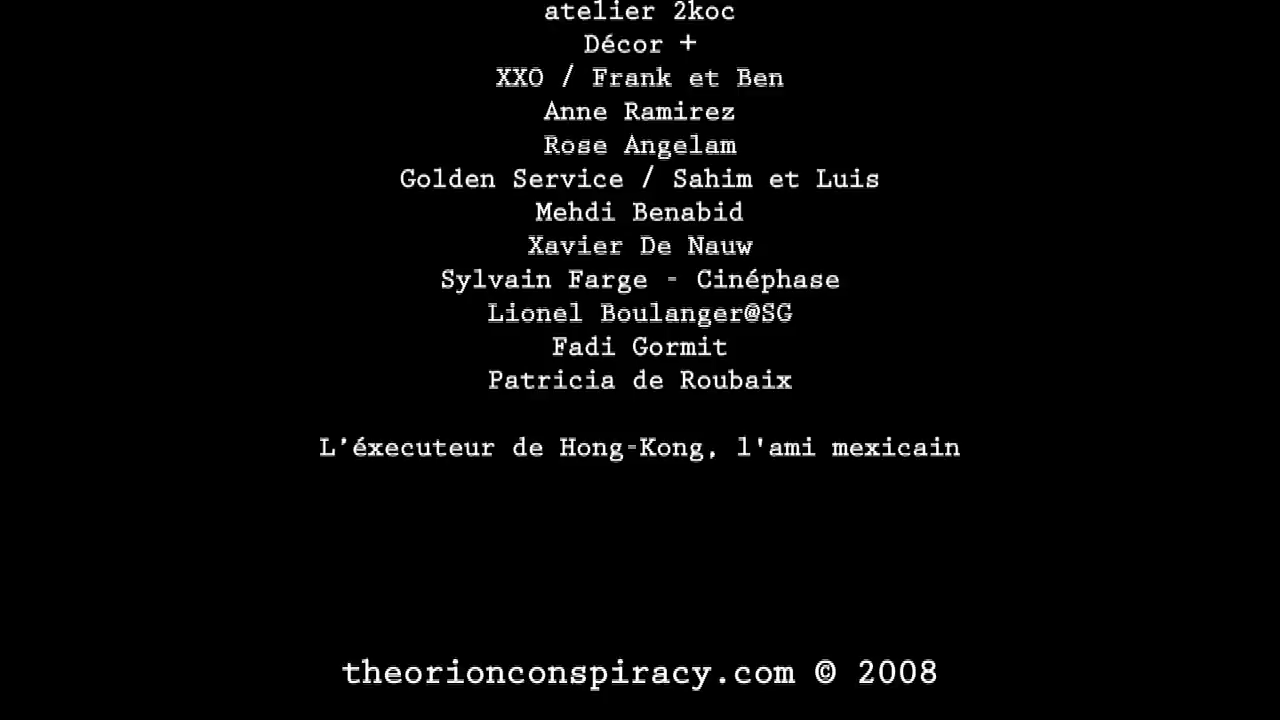 atelier 2koc
Décor +
XXO / Frank et Ben
Anne Ramirez
Rose Angelam
Golden Service / Sahim et Luis
Mehdi Benabid
Xavier De Nauw
Sylvain Farge - Cinéphase
Lionel Boulanger@SG
Fadi Gormit
Patricia de Roubaix
L’éxecuteur de Hong-Kong, l'ami mexicain
theorionconspiracy.com © 2008